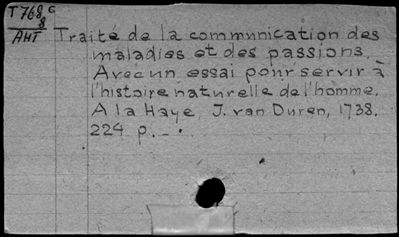 T768c
8
AHT
Traité de la communication des
maladies et des passions.
Avec un essai pour servir à
l'histoire naturelle de l'homme.
A la Haye, J. van Duren, 1738.
224 p. -.